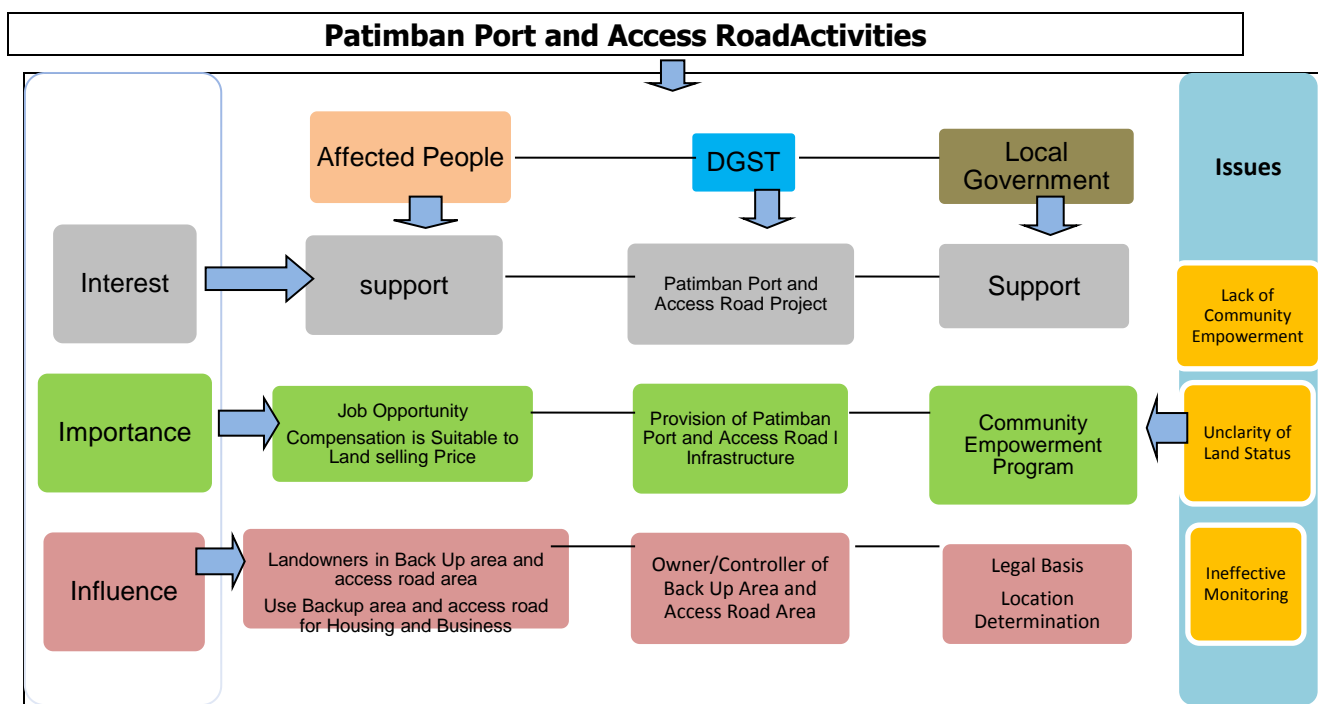 Patimban Port and Access RoadActivities
Affected People
DGST
Local
Government
Issues
Interest
support
Patimban Port and
Access Road Project
Support
Lack of
Community
Empowerment
Importance
Job Opportunity
Compensation is Suitable to
Land selling Price
Provision of Patimban
Port and Access Road l
Infrastructure
Community
Empowerment
Program
Unclarity of
Land Status
Influence
Landowners in Back Up area and
access road area
Use Backup area and access road
for Housing and Business
Owner/Controller of
Back Up Area and
Access Road Area
Legal Basis
Location
Determination
Ineffective
Monitoring